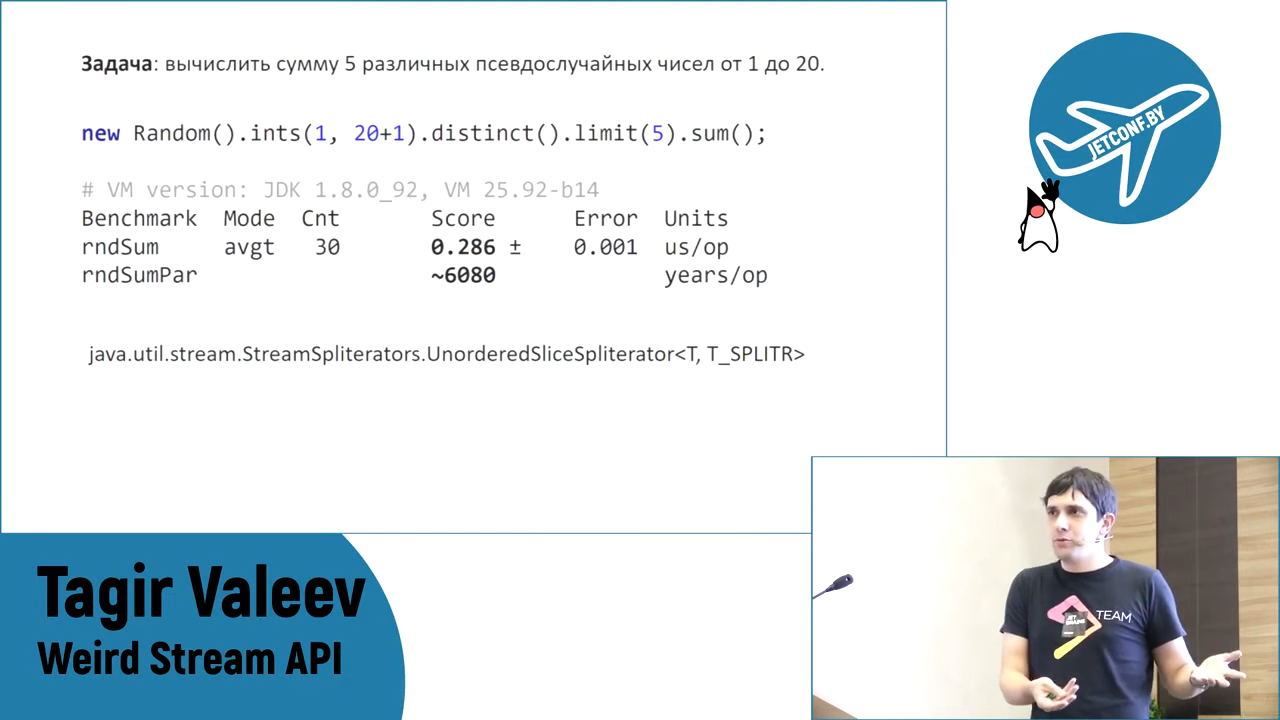 Задача: вычислить сумму 5 различных псевдослучайных чисел от 1 до 20.
new Random().ints(1, 20+1).distinct().limit(5).sum();
# VM version: JDK 1.8.0_92, VM 25.92-b14
Benchmark Mode Cnt Score Error Units
rndSum avgt 30 0.286 ± 0.001 us/op
rndSumPar ~6080 years/op
java.util.stream.StreamSpliterators.UnorderedSliceSpliterator<T, T_SPLITR>
JETCONF.BY
Tagir Valeev
Weird Stream API
JET
BRAINS
TEAM